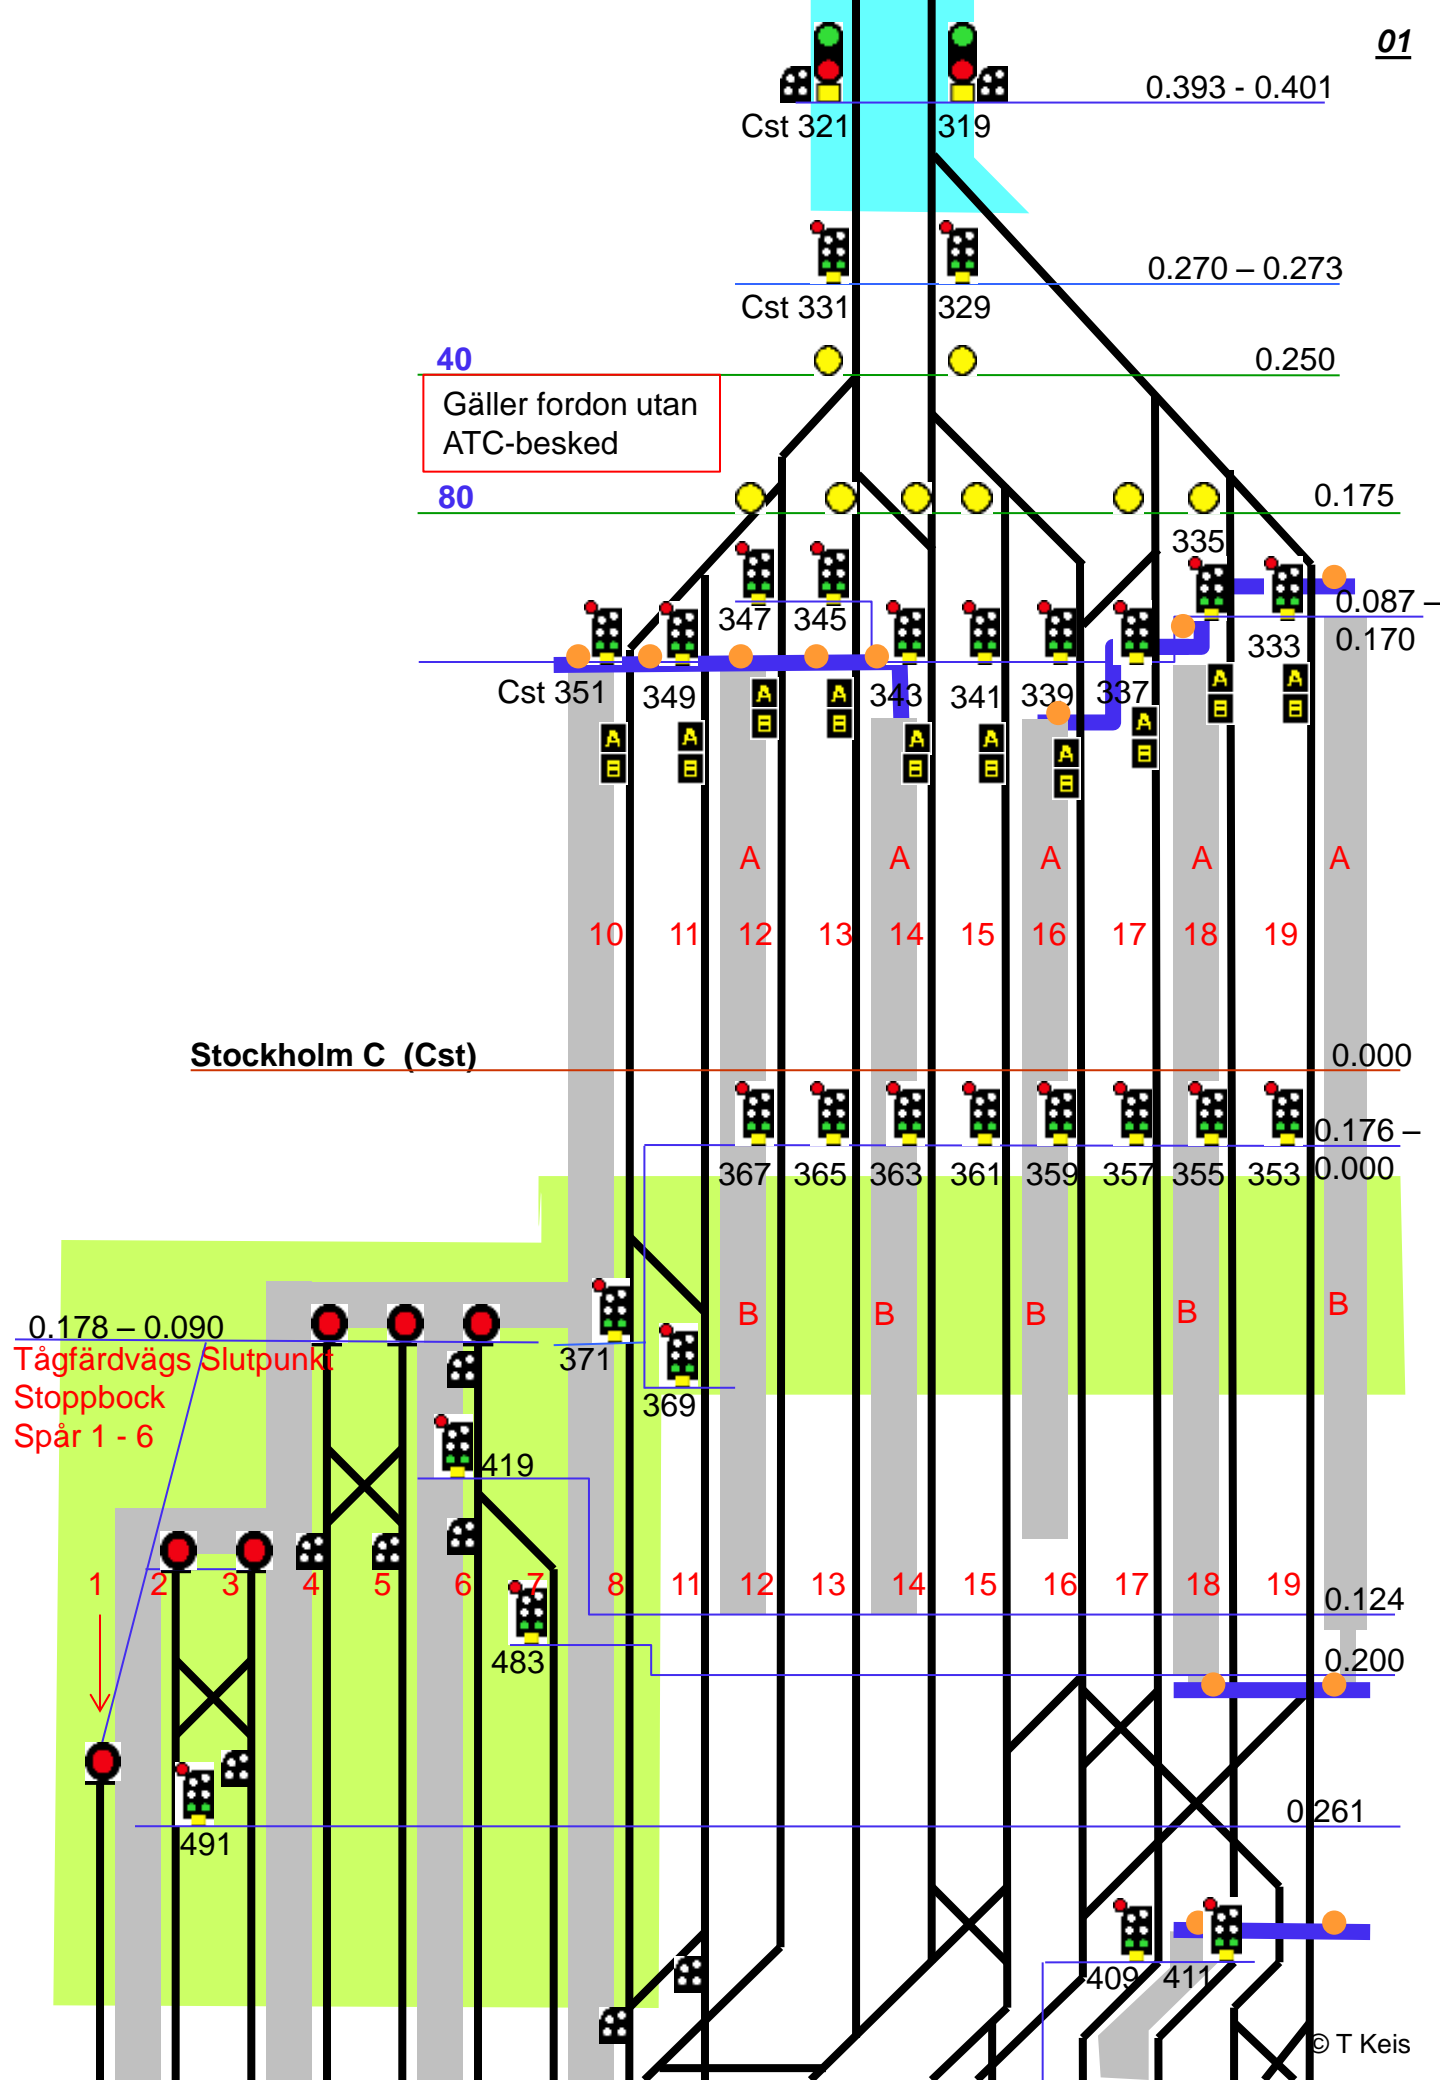 01
0.393 - 0.401
Cst 321
319
0.270 – 0.273
Cst 331
329
40
0.250
Gäller fordon utan
ATC-besked
80
0.175
335
347
345
0.087 –
0.170
333
Cst 351
349
343
341
339
337
A A A A A A A A A A
B B B B B B B B B B
A A A A A
10 11 12 13 14 15 16 17 18 19
Stockholm C (Cst)
0.000
0.176 –
0.000
367 365 363 361 359 357 355 353
B B B B B
0.178 – 0.090
Tågfärdvägs Slutpunkt
Stoppbock
Spår 1 - 6
371
369
419
1 2 3 4 5 6 7 8 11 12 13 14 15 16 17 18 19
0.124
483
0.200
0.261
491
409
411
© T Keis